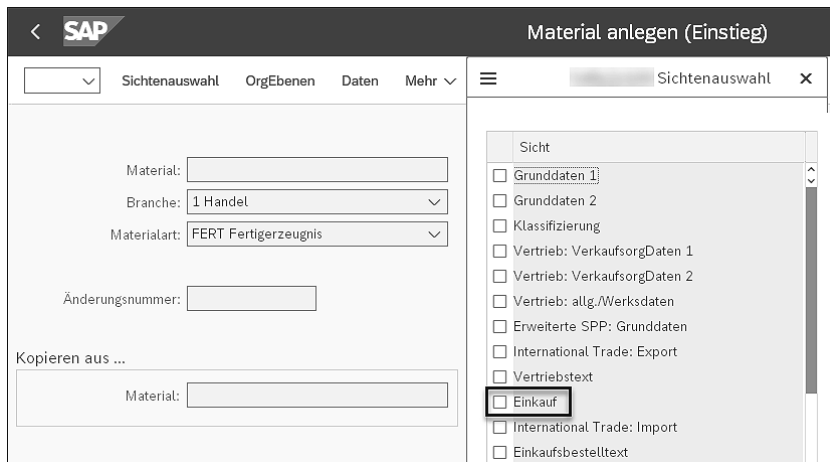 SAP Material anlegen (Einstieg)
Sichtenauswahl OrgEbenen Daten Mehr
Sichtenauswahl
Material:
Branche: 1 Handel
Materialart: FERT Fertigerzeugnis
Änderungsnummer:
Kopieren aus ...
Material:
Sicht
Grunddaten 1
Grunddaten 2
Klassifizierung
Vertrieb: VerkaufsorgDaten 1
Vertrieb: VerkaufsorgDaten 2
Vertrieb: allg./Werksdaten
Erweiterte SPP: Grunddaten
International Trade: Export
Vertriebstext
Einkauf
International Trade: Import
Einkaufsbestelltext